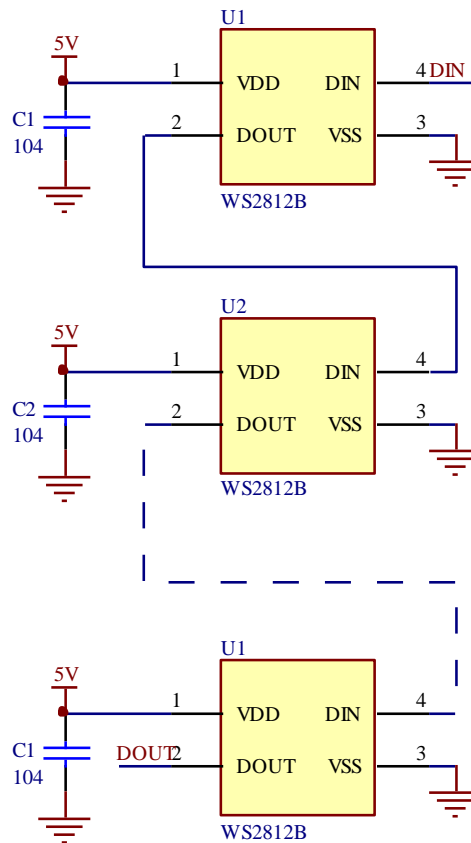 U1
5V
1 VDD DIN 4 DIN
C1
104
2 DOUT VSS 3
WS2812B
U2
5V
1 VDD DIN 4
C2
104
2 DOUT VSS 3
WS2812B
U1
5V
1 VDD DIN 4
C1
104
DOUT 2 DOUT VSS 3
WS2812B